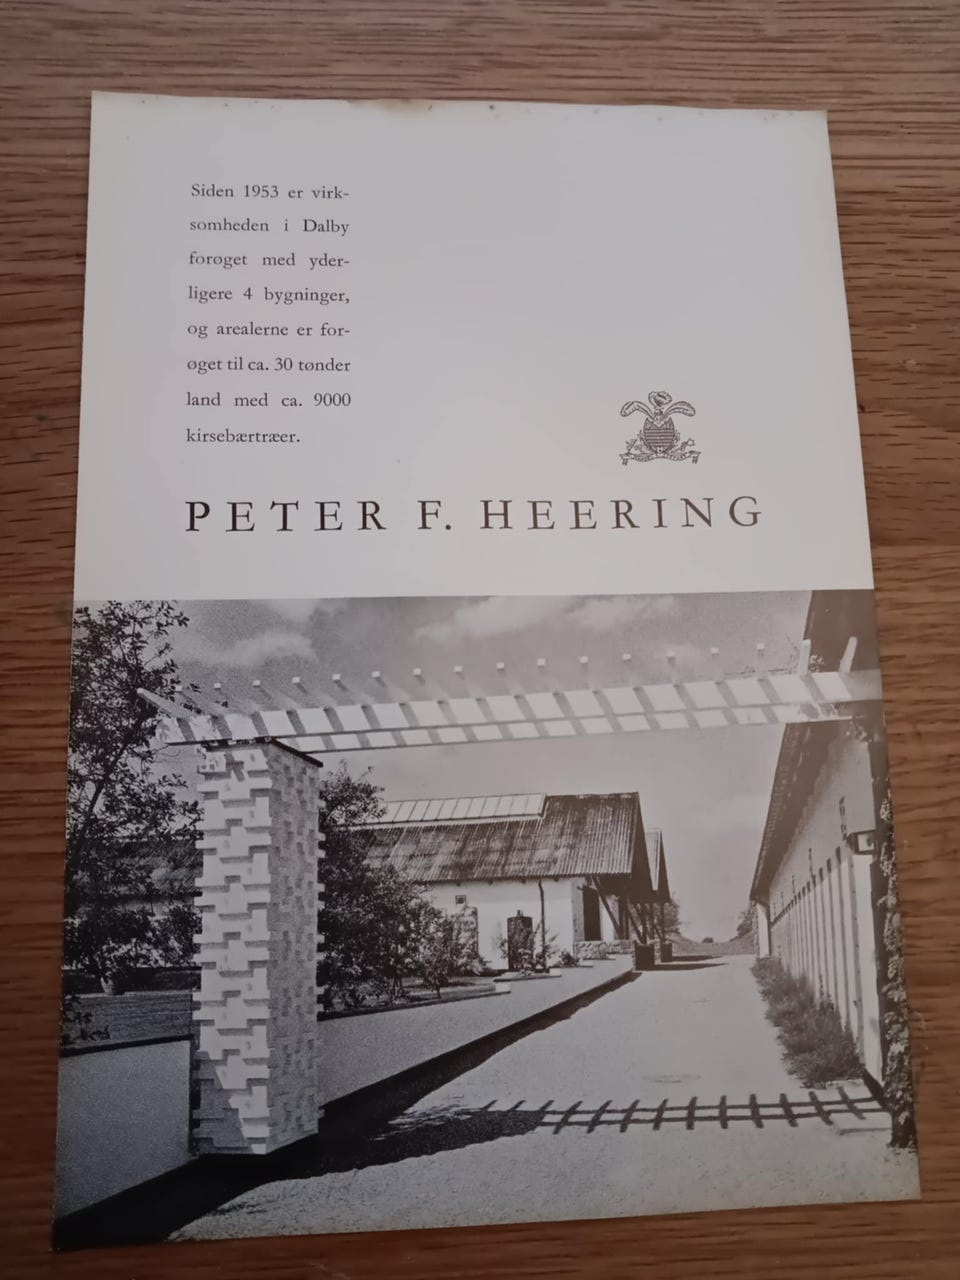 Siden 1953 er virk-
somheden i Dalby
forøget med yder-
ligere 4 bygninger,
og arealerne er for-
øget til ca. 30 tønder
land med ca. 9000
kirsebærtræer.
PETER F. HEERING